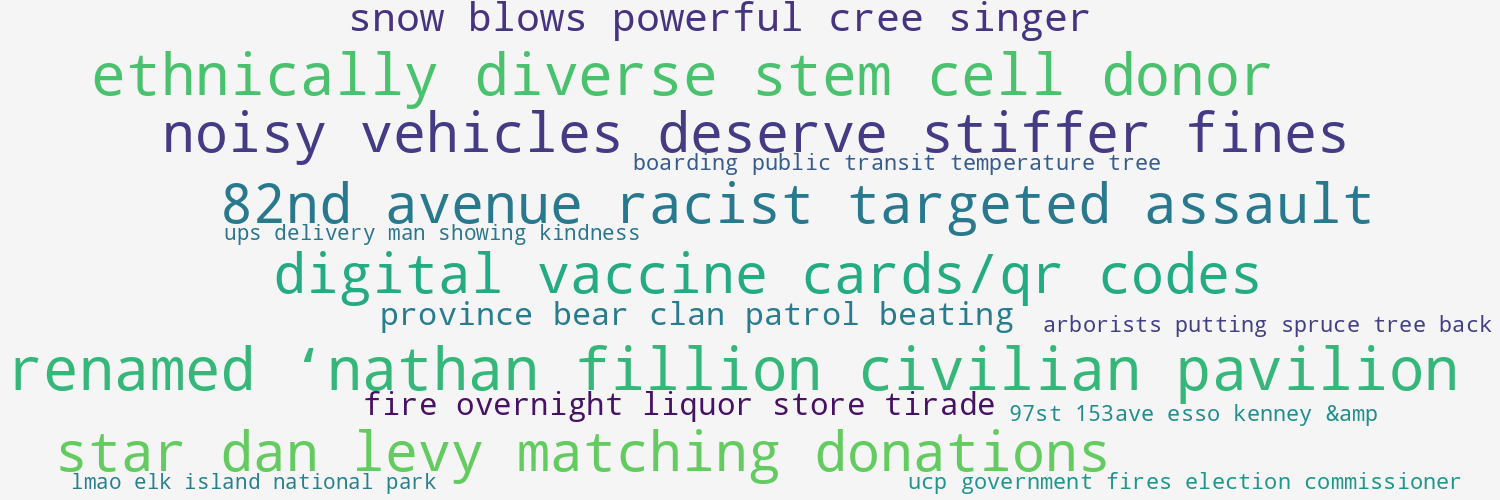 snow blows powerful cree singer
ethnically diverse stem cell donor
noisy vehicles deserve stiffer fines
boarding public transit temperature tree
82nd avenue racist targeted assault
ups delivery man showing kindness
digital vaccine cards/qr codes
province bear clan patrol beating
arborists putting spruce tree back
renamed ‘nathan fillion civilian pavilion
fire overnight liquor store tirade
97st 153ave esso kenney &amp
star dan levy matching donations
lmao elk island national park
ucp government fires election commissioner